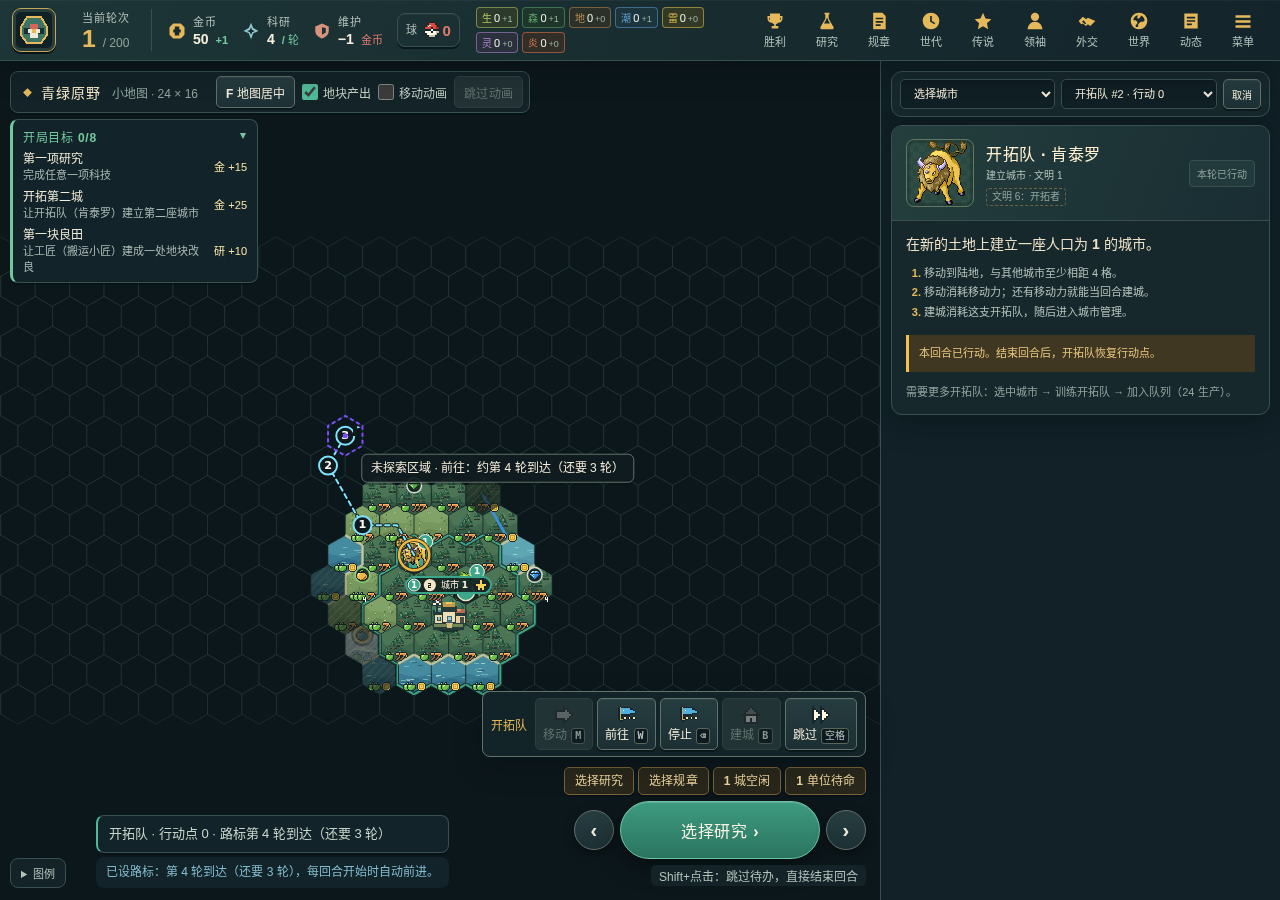 当前轮次
1 / 200
金币
50 +1
科研
4 / 轮
维护
−1 金币
球 0
生 0 +1 森 0 +1 地 0 +0 潮 0 +1 雷 0 +0
灵 0 +0 炎 0 +0
胜利 研究 规章 世代 传说 领袖 外交 世界 动态 菜单
青绿原野 小地图 · 24 × 16 F 地图居中 地块产出 移动动画 跳过动画
开局目标 0/8
第一项研究
完成任意一项科技
金 +15
开拓第二城
让开拓队（肯泰罗）建立第二座城市
金 +25
第一块良田
让工匠（搬运小匠）建成一处地块改良
研 +10
3
2
1
未探索区域 · 前往：约第 4 轮到达（还要 3 轮）
1
1 2 城市 1
开拓队 移动 M 前往 W 停止 ⌫ 建城 B 跳过 空格
选择研究 选择规章 1 城空闲 1 单位待命
‹ 选择研究 › ›
Shift+点击：跳过待办，直接结束回合
开拓队 · 行动点 0 · 路标第 4 轮到达（还要 3 轮）
已设路标：第 4 轮到达（还要 3 轮），每回合开始时自动前进。
图例
选择城市 开拓队 #2 · 行动 0 取消
开拓队 · 肯泰罗
建立城市 · 文明 1
文明 6：开拓者
本轮已行动
在新的土地上建立一座人口为 1 的城市。
1. 移动到陆地，与其他城市至少相距 4 格。
2. 移动消耗移动力；还有移动力就能当回合建城。
3. 建城消耗这支开拓队，随后进入城市管理。
本回合已行动。结束回合后，开拓队恢复行动点。
需要更多开拓队：选中城市 → 训练开拓队 → 加入队列（24 生产）。